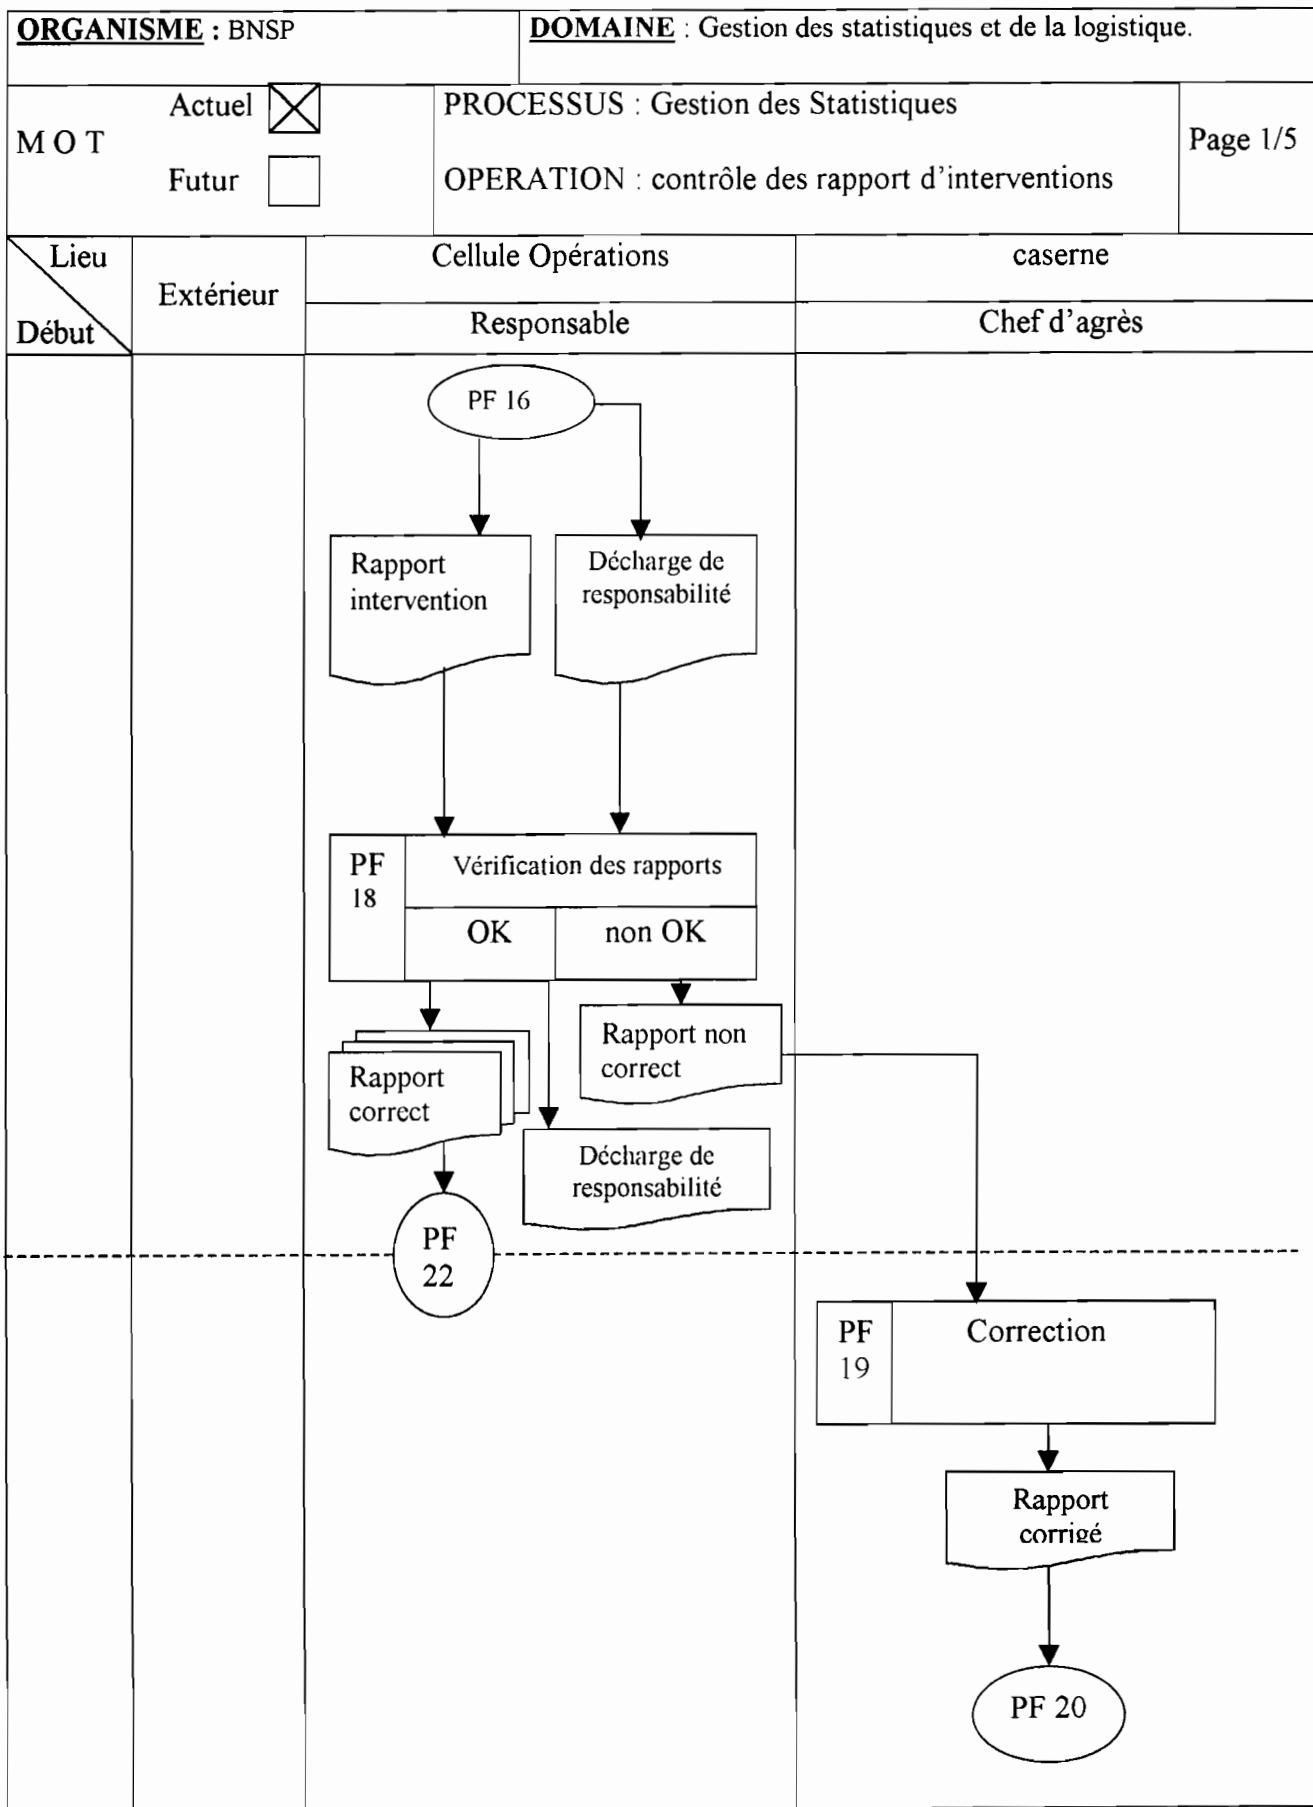 ORGANISME : BNSP
DOMAINE : Gestion des statistiques et de la logistique.
M O T
Actuel
Futur
PROCESSUS : Gestion des Statistiques
OPERATION : contrôle des rapport d'interventions
Page 1/5
Lieu
Début
Extérieur
Cellule Opérations
caserne
Responsable
Chef d'agrès
PF 16
Rapport
intervention
Décharge de
responsabilité
PF
18
Vérification des rapports
OK
non OK
Rapport non
correct
Rapport
correct
Décharge de
responsabilité
PF
22
PF
19
Correction
Rapport
corrigé
PF 20